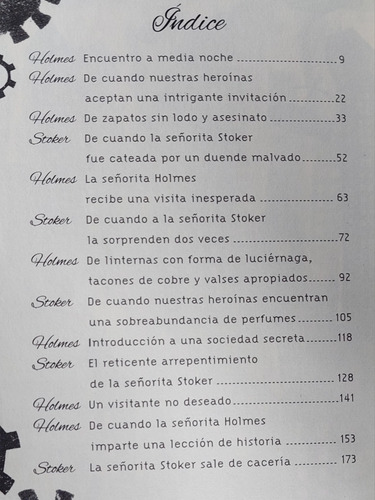 Índice
Holmes Encuentro a media noche ........................... 9
Holmes De cuando nuestras heroínas
aceptan una intrigante invitación ............ 22
Holmes De zapatos sin lodo y asesinato ................. 33
Stoker De cuando la señorita Stoker
fue cateada por un duende malvado ........ 52
Holmes La señorita Holmes
recibe una visita inesperada .................... 63
Stoker De cuando a la señorita Stoker
la sorprenden dos veces .......................... 72
Holmes De linternas con forma de luciérnaga,
tacones de cobre y valses apropiados ....... 92
Stoker De cuando nuestras heroínas encuentran
una sobreabundancia de perfumes .......... 105
Holmes Introducción a una sociedad secreta ........ 118
Stoker El reticente arrepentimiento
de la señorita Stoker ............................. 128
Holmes Un visitante no deseado ......................... 141
Holmes De cuando la señorita Holmes
imparte una lección de historia .............. 153
Stoker La señorita Stoker sale de cacería ........... 173